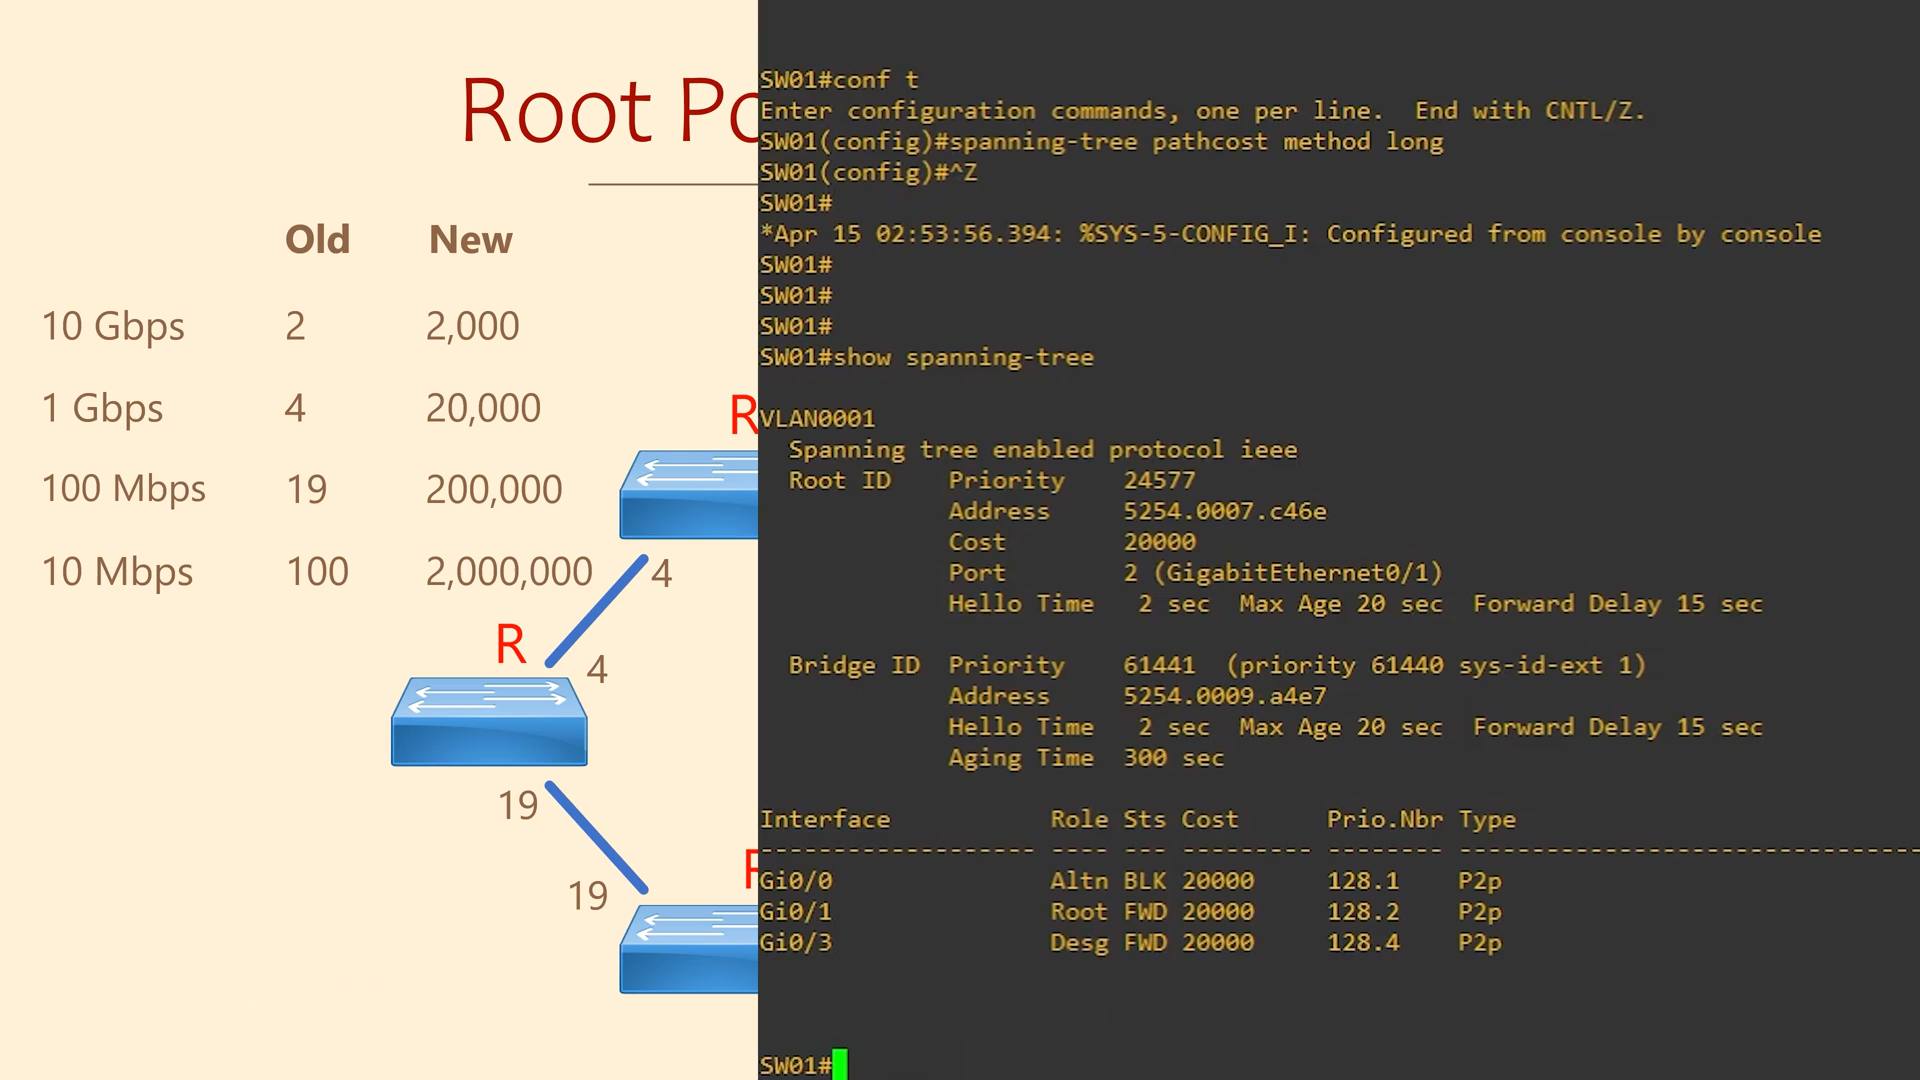 Root Po
Old New
10 Gbps 2 2,000
1 Gbps 4 20,000
100 Mbps 19 200,000
10 Mbps 100 2,000,000
R
4
R
4
19
19
SW01#conf t
Enter configuration commands, one per line.  End with CNTL/Z.
SW01(config)#spanning-tree pathcost method long
SW01(config)#^Z
SW01#
*Apr 15 02:53:56.394: %SYS-5-CONFIG_I: Configured from console by console
SW01#
SW01#
SW01#
SW01#show spanning-tree
VLAN0001
Spanning tree enabled protocol ieee
Root ID    Priority    24577
Address     5254.0007.c46e
Cost        20000
Port        2 (GigabitEthernet0/1)
Hello Time   2 sec  Max Age 20 sec  Forward Delay 15 sec
Bridge ID  Priority    61441  (priority 61440 sys-id-ext 1)
Address     5254.0009.a4e7
Hello Time   2 sec  Max Age 20 sec  Forward Delay 15 sec
Aging Time  300 sec
Interface           Role Sts Cost      Prio.Nbr Type
------------------- ---- --- --------- -------- --------------------------------
Gi0/0               Altn BLK 20000     128.1    P2p
Gi0/1               Root FWD 20000     128.2    P2p
Gi0/3               Desg FWD 20000     128.4    P2p
SW01#